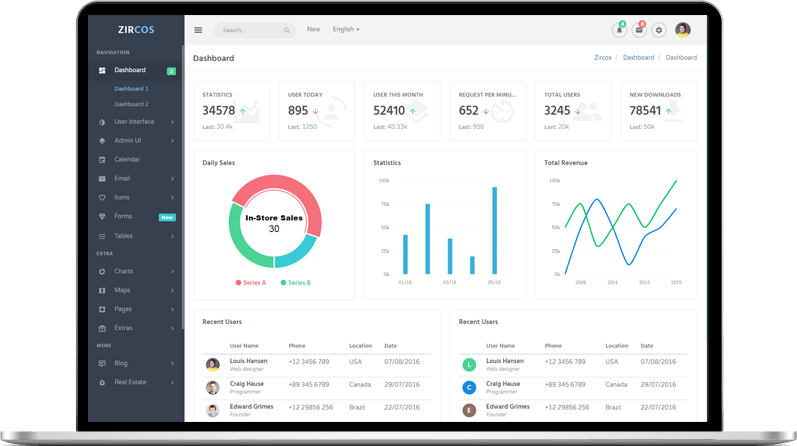 ZIRCOS
Search...
New
English
4
8
NAVIGATION
Dashboard
2
Dashboard 1
Dashboard 2
User Interface
Admin UI
Calendar
Email
Icons
Forms
New
Tables
EXTRA
Charts
Maps
Pages
Extras
MORE
Blog
Real Estate
Dashboard
Zircos / Dashboard / Dashboard
STATISTICS
34578
Last: 30.4k
USER TODAY
895
Last: 1250
USER THIS MONTH
52410
Last: 40.33k
REQUEST PER MINU...
652
Last: 956
TOTAL USERS
3245
Last: 20k
NEW DOWNLOADS
78541
Last: 50k
Daily Sales
In-Store Sales
30
Series A Series B
Statistics
100k
80k
60k
40k
20k
0k
01/16 03/16 05/16
Total Revenue
100k
80k
60k
40k
20k
0k
2009 2011 2013 2015
Recent Users
User Name Phone Location Date
Louis Hansen +12 3456 789 USA 07/08/2016
Web designer
Craig Hause +89 345 6789 Canada 29/07/2016
Programmer
Edward Grimes +12 29856 256 Brazil 22/07/2016
Founder
Recent Users
User Name Phone Location Date
L Louis Hansen +12 3456 789 USA 07/08/2016
Web designer
C Craig Hause +89 345 6789 Canada 29/07/2016
Programmer
E Edward Grimes +12 29856 256 Brazil 22/07/2016
Founder